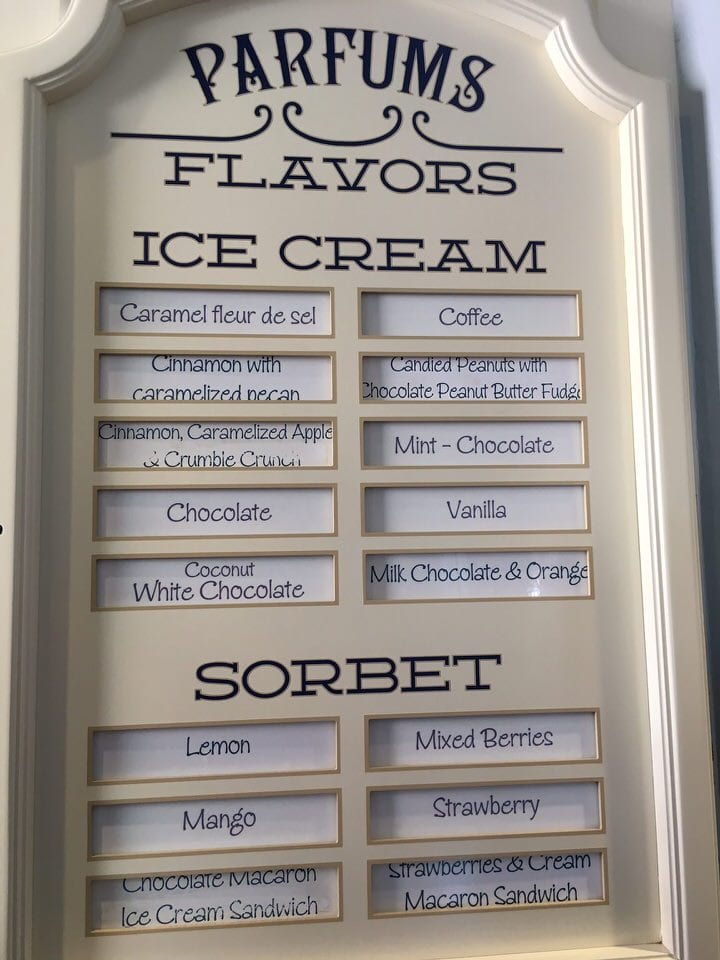 PARFUMS
FLAVORS
ICE CREAM
Caramel fleur de sel
Coffee
Cinnamon with
caramelized pecan
Candied Peanuts with
Chocolate Peanut Butter Fudge
Cinnamon, Caramelized Apple
& Crumble Crunch
Mint - Chocolate
Chocolate
Vanilla
Coconut
White Chocolate
Milk Chocolate & Orange
SORBET
Lemon
Mixed Berries
Mango
Strawberry
Chocolate Macaron
Ice Cream Sandwich
Strawberries & Cream
Macaron Sandwich